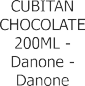 CUBITAN
CHOCOLATE
200ML -
Danone -
Danone